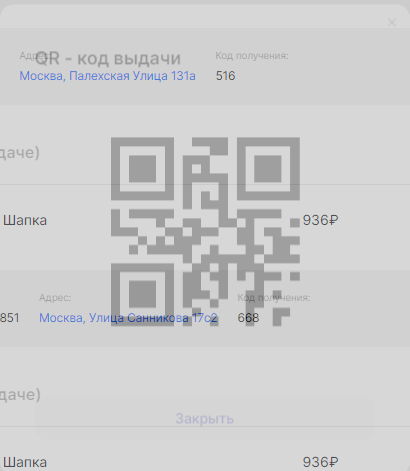 ×
QR - код выдачи
Адрес:
Код получения:
Москва, Палехская Улица 131а
516
даче)
Шапка
936₽
Адрес:
Код получения:
851
Москва, Улица Санникова 17с2
668
даче)
Закрыть
Шапка
936₽